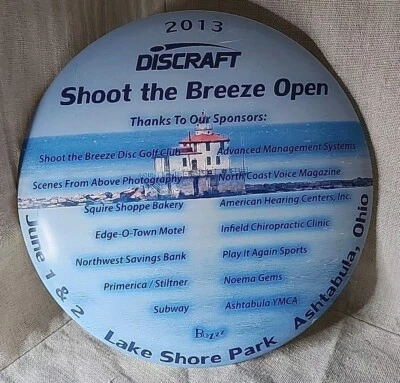 2013
DISCRAFT
Shoot the Breeze Open
Thanks To Our Sponsors:
Shoot the Breeze Disc Golf Club
Advanced Management Systems
Scenes From Above Photography
North Coast Voice Magazine
Squire Shoppe Bakery
American Hearing Centers, Inc.
Edge-O-Town Motel
Infield Chiropractic Clinic
Northwest Savings Bank
Play It Again Sports
Primerica / Stiltner
Noema Gems
Subway
Ashtabula YMCA
Buzzz
June 1 & 2
Lake Shore Park
Ashtabula, Ohio